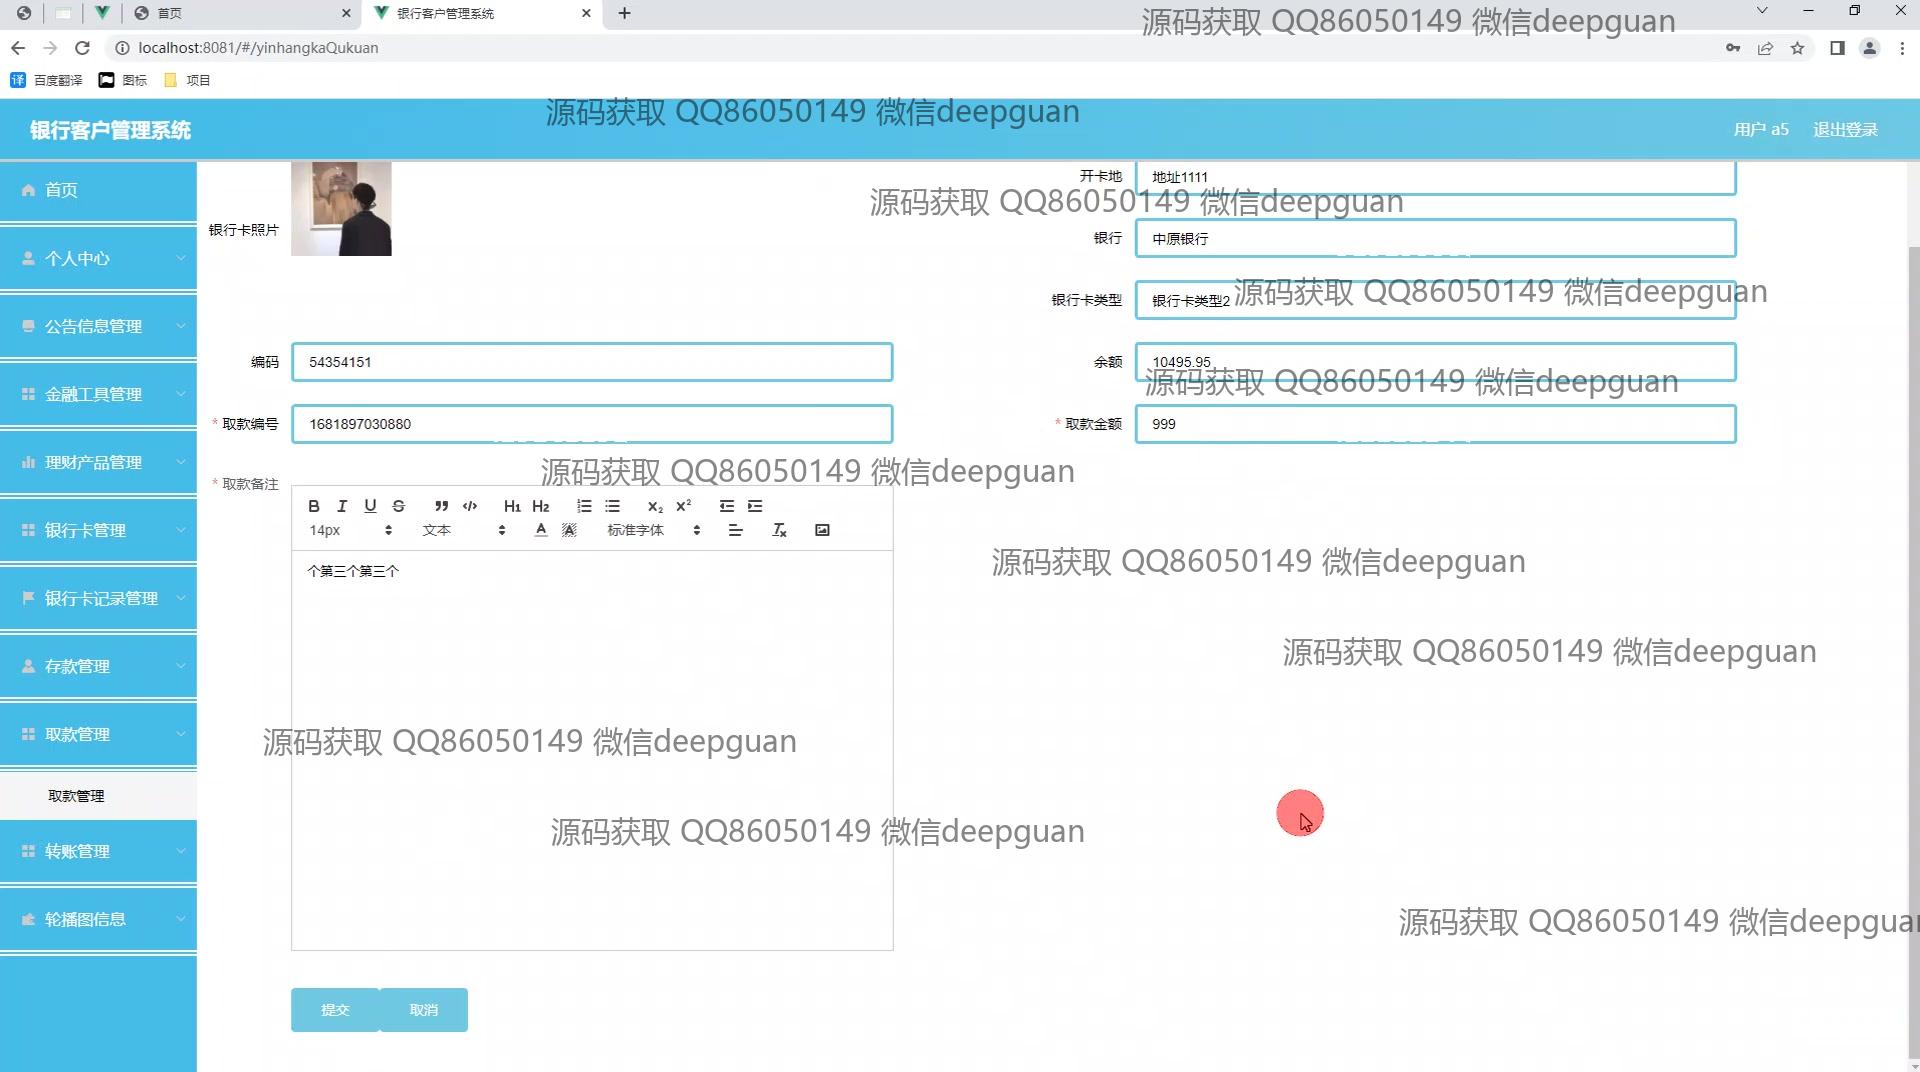 首页
银行客户管理系统
源码获取 QQ86050149 微信deepguan
localhost:8081/#/yinhangkaQukuan
百度翻译
图标
项目
源码获取 QQ86050149 微信deepguan
银行客户管理系统
用户 a5
退出登录
首页
个人中心
公告信息管理
金融工具管理
理财产品管理
银行卡管理
银行卡记录管理
存款管理
取款管理
取款管理
转账管理
轮播图信息
开卡地
地址1111
源码获取 QQ86050149 微信deepguan
银行卡照片
银行
中原银行
银行卡类型
银行卡类型2
源码获取 QQ86050149 微信deepguan
编码
54354151
余额
10495.95
源码获取 QQ86050149 微信deepguan
* 取款编号
1681897030880
* 取款金额
999
源码获取 QQ86050149 微信deepguan
* 取款备注
B I U S H1 H2 x₂ x²
14px 文本 A A 标准字体
个第三个第三个
源码获取 QQ86050149 微信deepguan
源码获取 QQ86050149 微信deepguan
源码获取 QQ86050149 微信deepguan
源码获取 QQ86050149 微信deepguan
源码获取 QQ86050149 微信deepguan
提交
取消